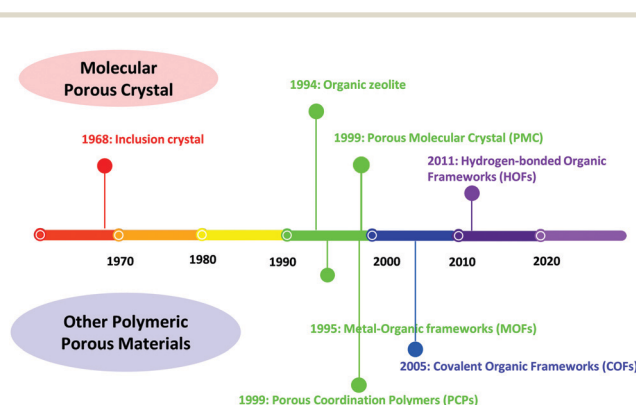 Molecular
Porous Crystal
1994: Organic zeolite
1968: Inclusion crystal
1999: Porous Molecular Crystal (PMC)
2011: Hydrogen-bonded Organic
Frameworks (HOFs)
1970
1980
1990
2000
2010
2020
Other Polymeric
Porous Materials
1995: Metal-Organic frameworks (MOFs)
2005: Covalent Organic Frameworks (COFs)
1999: Porous Coordination Polymers (PCPs)